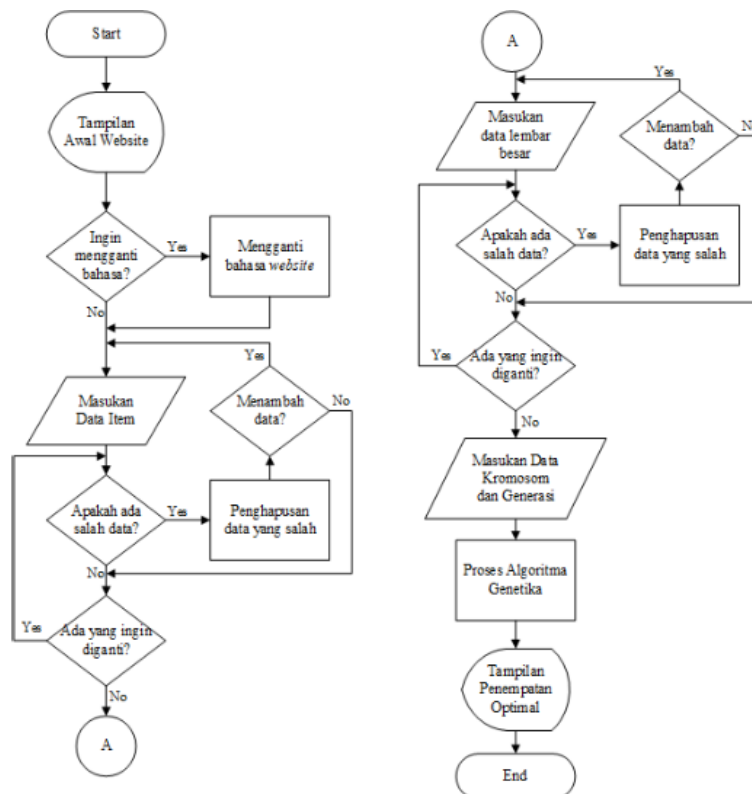 Start
Tampilan
Awal Website
Ingin
mengganti
bahasa?
Yes
Mengganti
bahasa website
No
Yes
Masukan
Data Item
Menambah
data?
No
Apakah ada
salah data?
Yes
Penghapusan
data yang salah
No
Ada yang ingin
diganti?
Yes
No
A
A
Yes
Masukan
data lembar
besar
Menambah
data?
N
Apakah ada
salah data?
Yes
Penghapusan
data yang salah
No
Ada yang ingin
diganti?
Yes
No
Masukan Data
Kromosom
dan Generasi
Proses Algoritma
Genetika
Tampilan
Penempatan
Optimal
End